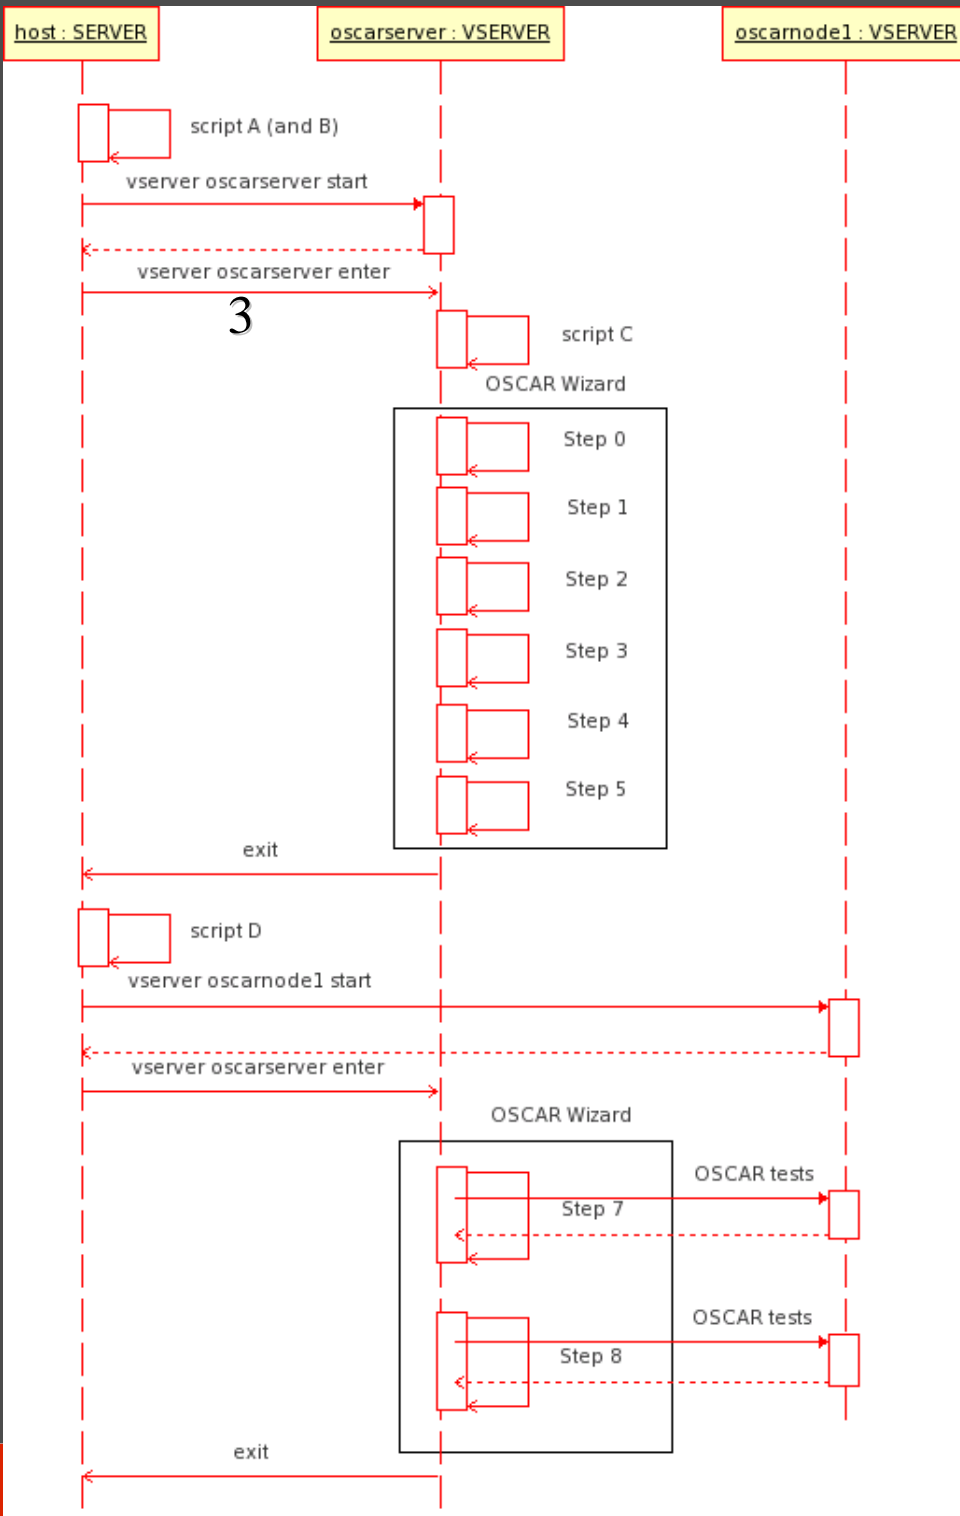 host : SERVER
oscarserver : VSERVER
oscarnode1 : VSERVER
script A (and B)
vserver oscarserver start
vserver oscarserver enter
3
script C
OSCAR Wizard
Step 0
Step 1
Step 2
Step 3
Step 4
Step 5
exit
script D
vserver oscarnode1 start
vserver oscarserver enter
OSCAR Wizard
OSCAR tests
Step 7
OSCAR tests
Step 8
exit